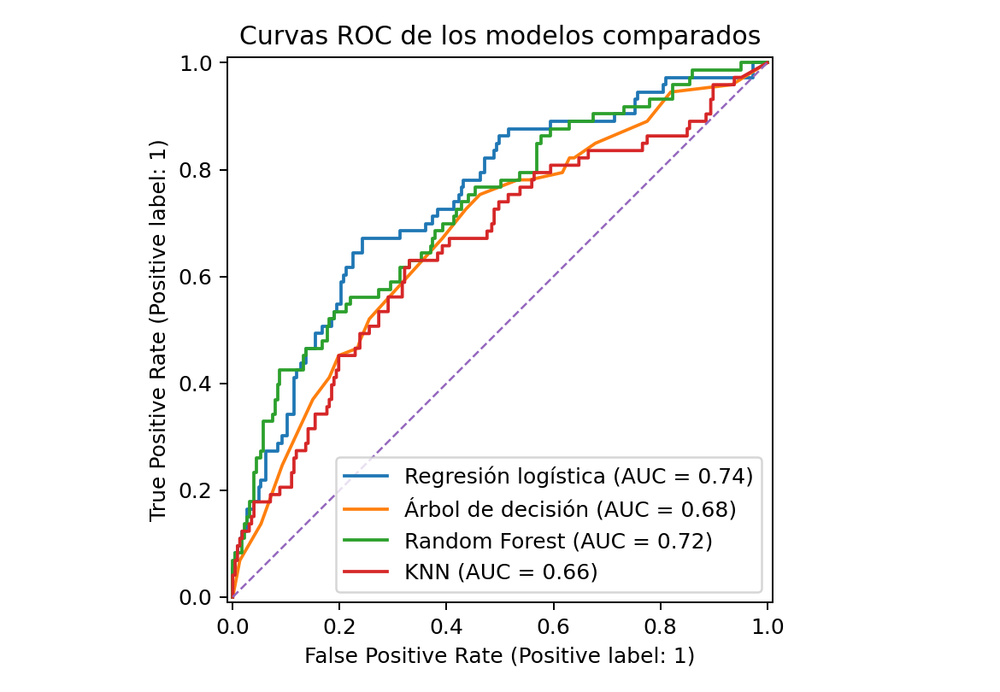 Curvas ROC de los modelos comparados
True Positive Rate (Positive label: 1)
1.0
0.8
0.6
0.4
0.2
0.0
Regresión logística (AUC = 0.74)
Árbol de decisión (AUC = 0.68)
Random Forest (AUC = 0.72)
KNN (AUC = 0.66)
0.0 0.2 0.4 0.6 0.8 1.0
False Positive Rate (Positive label: 1)